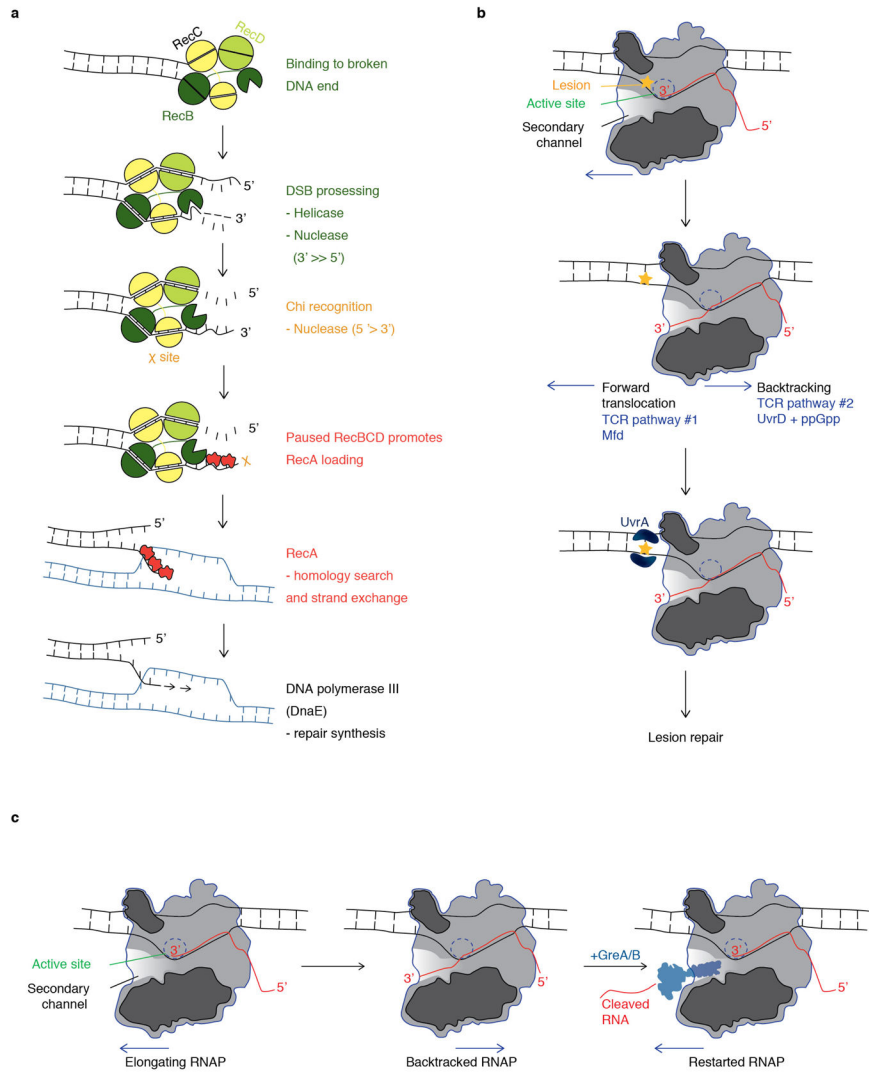 a
RecC
RecD
RecB
Binding to broken
DNA end
5’
3’
DSB prosessing
- Helicase
- Nuclease
(3’ >> 5’)
5’
3’
χ site
Chi recognition
- Nuclease (5 ’> 3’)
5’
χ
Paused RecBCD promotes
RecA loading
5’
RecA
- homology search
and strand exchange
5’
DNA polymerase III
(DnaE)
- repair synthesis
b
Lesion
Active site
Secondary
channel
3’
5’
3’
5’
Forward
translocation
TCR pathway #1
Mfd
Backtracking
TCR pathway #2
UvrD + ppGpp
UvrA
3’
5’
Lesion repair
c
Active site
Secondary
channel
3’
5’
Elongating RNAP
3’
5’
Backtracked RNAP
+GreA/B
Cleaved
RNA
3’
5’
Restarted RNAP